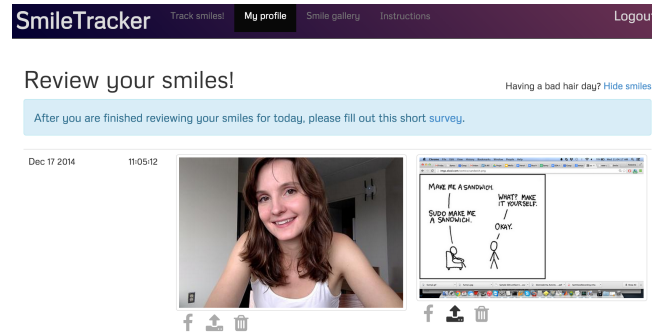 SmileTracker
Track smiles!
My profile
Smile gallery
Instructions
Logout
Review your smiles!
Having a bad hair day? Hide smiles
After you are finished reviewing your smiles for today, please fill out this short survey.
Dec 17 2014
11:05:12
MAKE ME A SANDWICH.
WHAT? MAKE
IT YOURSELF.
SUDO MAKE ME
A SANDWICH.
OKAY.